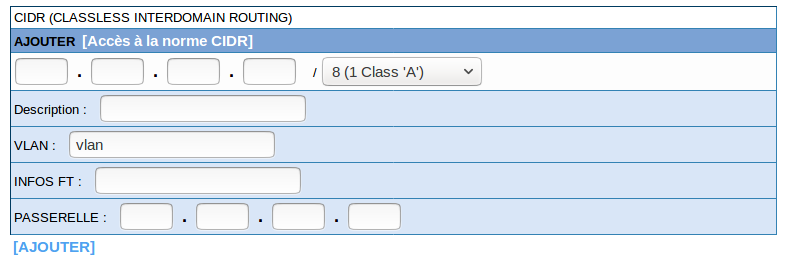 CIDR (CLASSLESS INTERDOMAIN ROUTING)
AJOUTER [Accès à la norme CIDR]
. . . / 8 (1 Class 'A')
Description :
VLAN : vlan
INFOS FT :
PASSERELLE : . . .
[AJOUTER]